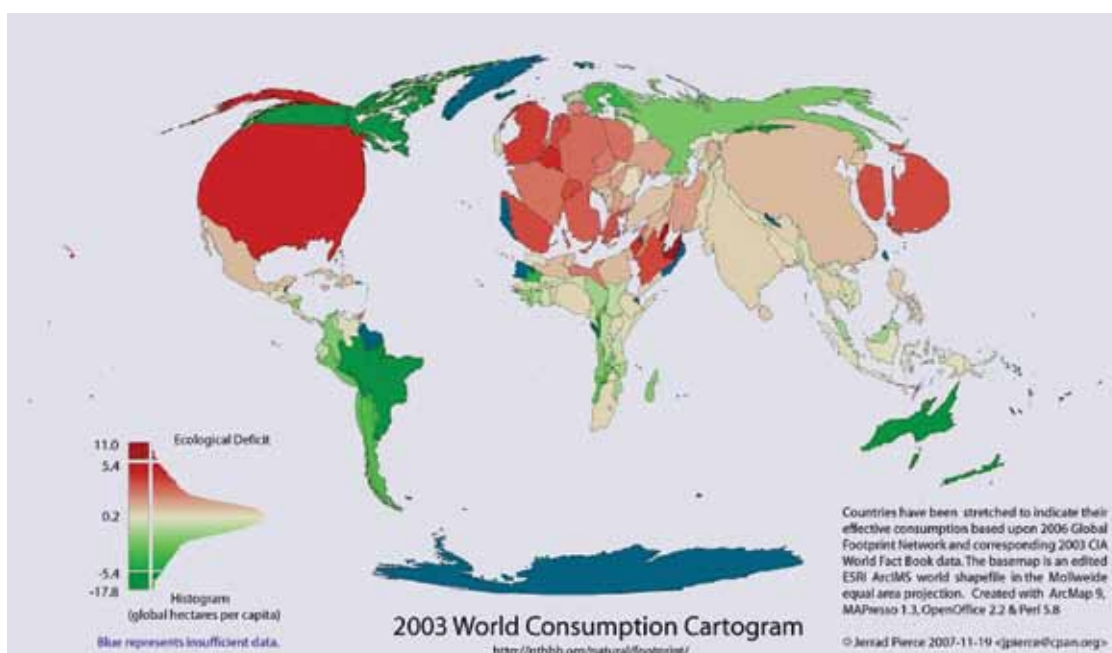 Ecological Deficit
11.0
5.4
0.2
-5.4
-17.8
Histogram
(global hectares per capita)
Blue represents insufficient data.
2003 World Consumption Cartogram
Countries have been stretched to indicate their
effective consumption based upon 2006 Global
Footprint Network and corresponding 2003 CIA
World Fact Book data. The basemap is an edited
ESRI ArcIMS world shapefile in the Mollweide
equal area projection. Created with ArcMap 9,
MAPresso 1.3, OpenOffice 2.2 & Perl 5.8
© Jerrad Pierce 2007-11-19 <jpierce@cpan.org>